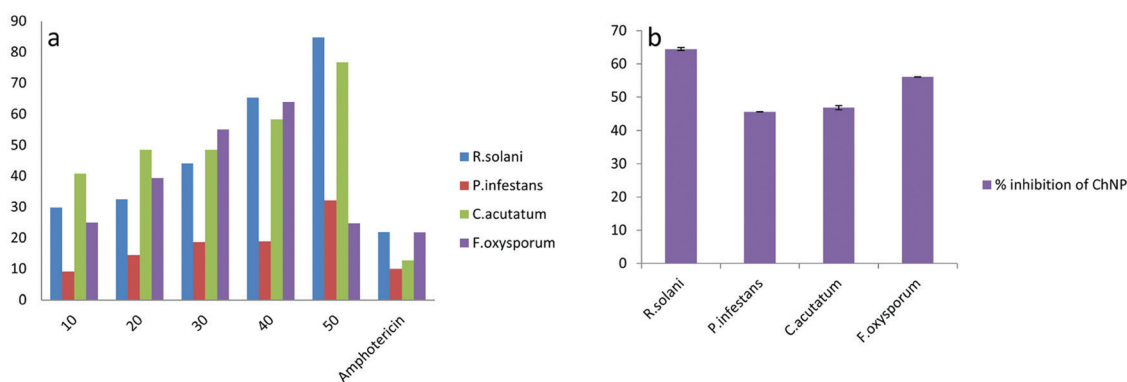 a
90
80
70
60
50
40
30
20
10
0
10
20
30
40
50
Amphotericin
R.solani
P.infestans
C.acutatum
F.oxysporum
b
70
60
50
40
30
20
10
0
R.solani
P.infestans
C.acutatum
F.oxysporum
% inhibition of ChNP